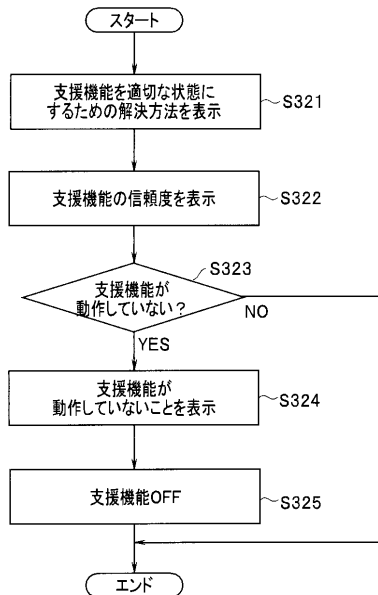 スタート
支援機能を適切な状態に
するための解決方法を表示
S321
支援機能の信頼度を表示
S322
S323
支援機能が
動作していない？
NO
YES
支援機能が
動作していないことを表示
S324
支援機能OFF
S325
エンド